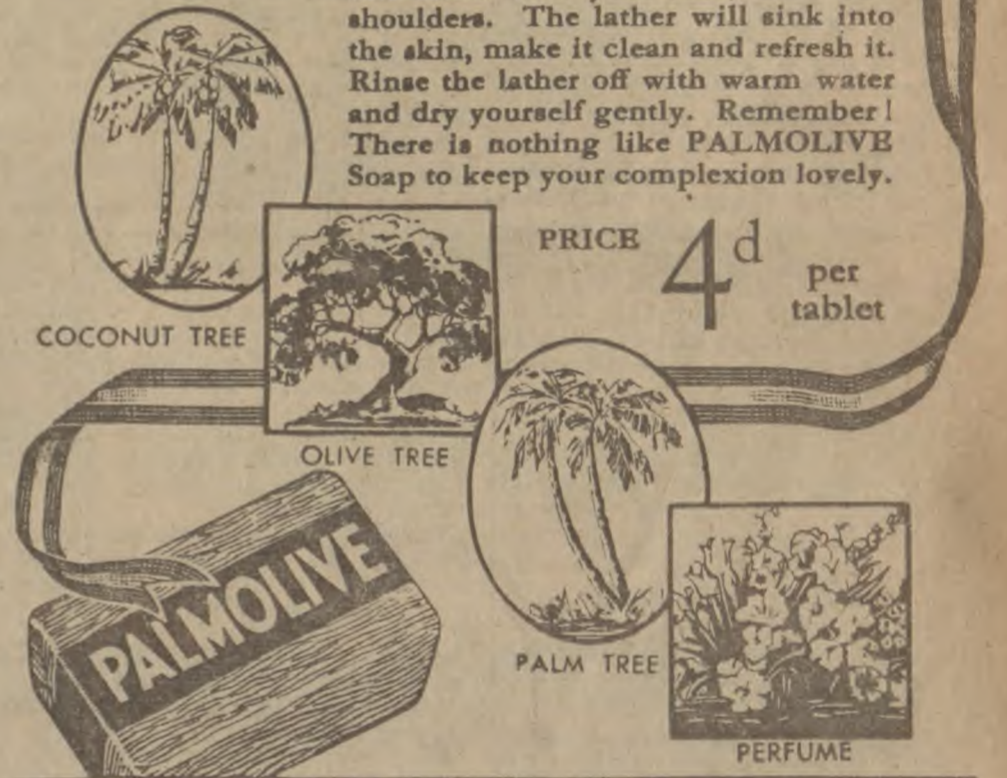 shoulders. The lather will sink into
the skin, make it clean and refresh it.
Rinse the lather off with warm water
and dry yourself gently. Remember!
There is nothing like PALMOLIVE
Soap to keep your complexion lovely.
PRICE 4d per
tablet
COCONUT TREE
OLIVE TREE
PALM TREE
PERFUME
PALMOLIVE